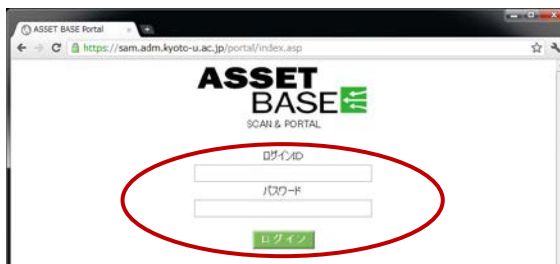 ASSET BASE Portal
https://sam.adm.kyoto-u.ac.jp/portal/index.asp
ASSET
BASE
SCAN & PORTAL
ログインID
パスワード
ログイン